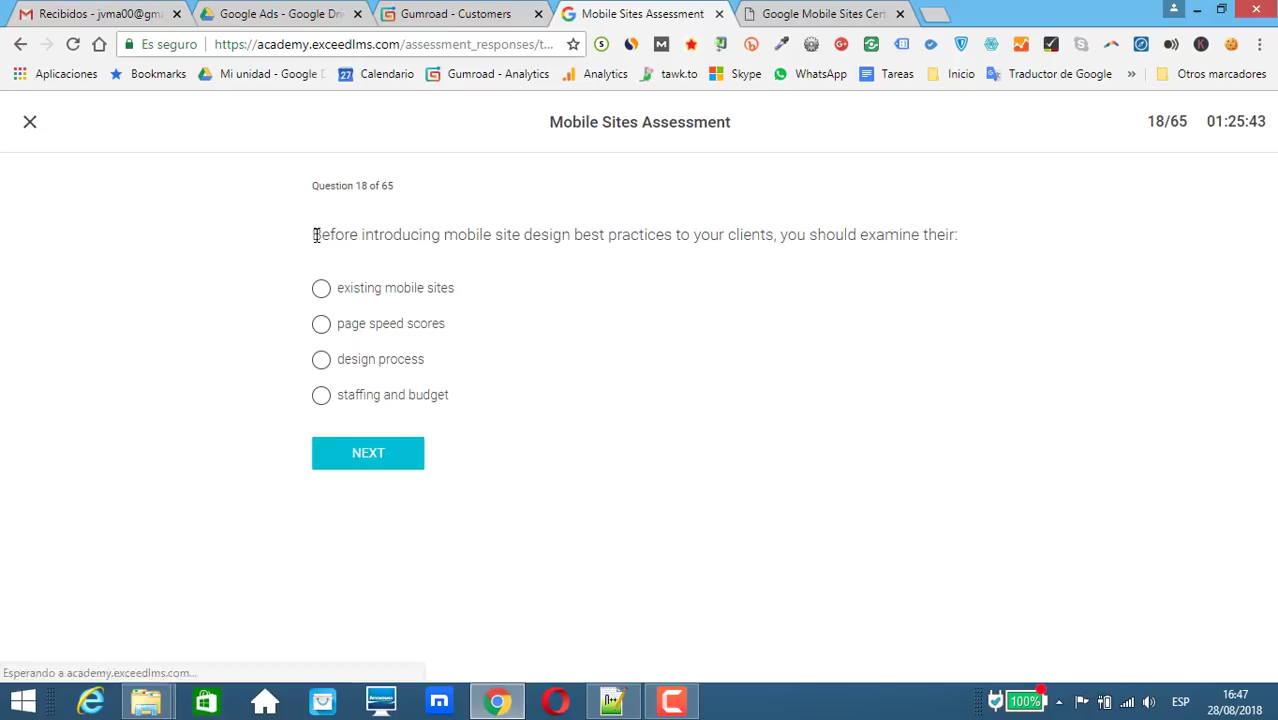 Recibidos - jvma00@gma
Google Ads - Google Driv
Gumroad - Customers
Mobile Sites Assessment
Google Mobile Sites Cert
Es seguro
https://academy.exceedlms.com/assessment_responses/t...
Aplicaciones
Bookmarks
Mi unidad - Google D
27
Calendario
Gumroad - Analytics
Analytics
tawk.to
Skype
WhatsApp
Tareas
Inicio
Traductor de Google
»
Otros marcadores
Mobile Sites Assessment
18/65
01:25:43
Question 18 of 65
Before introducing mobile site design best practices to your clients, you should examine their:
existing mobile sites
page speed scores
design process
staffing and budget
NEXT
Esperando a academy.exceedlms.com...
100%
ESP
16:47
28/08/2018